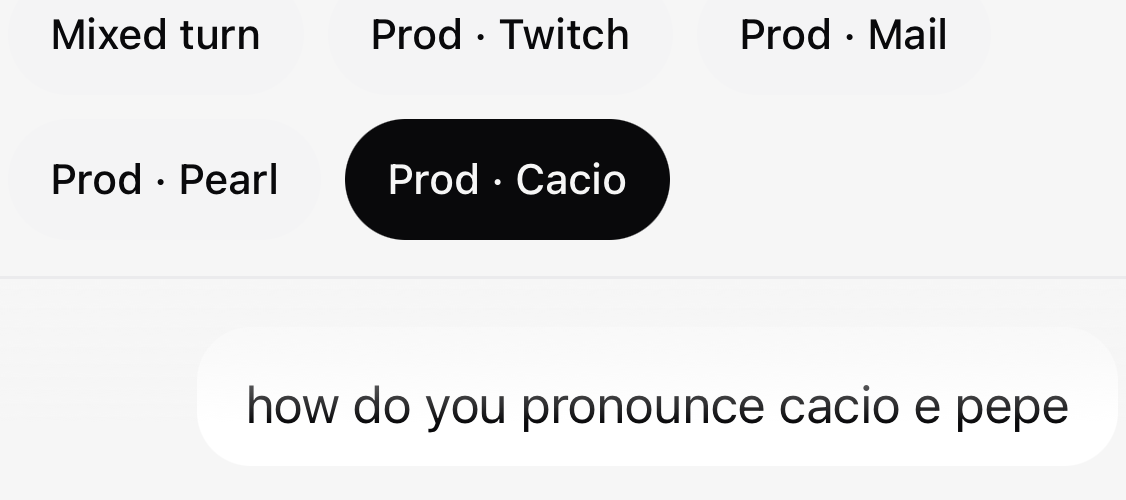 Mixed turn
Prod · Twitch
Prod · Mail
Prod · Pearl
Prod · Cacio
how do you pronounce cacio e pepe